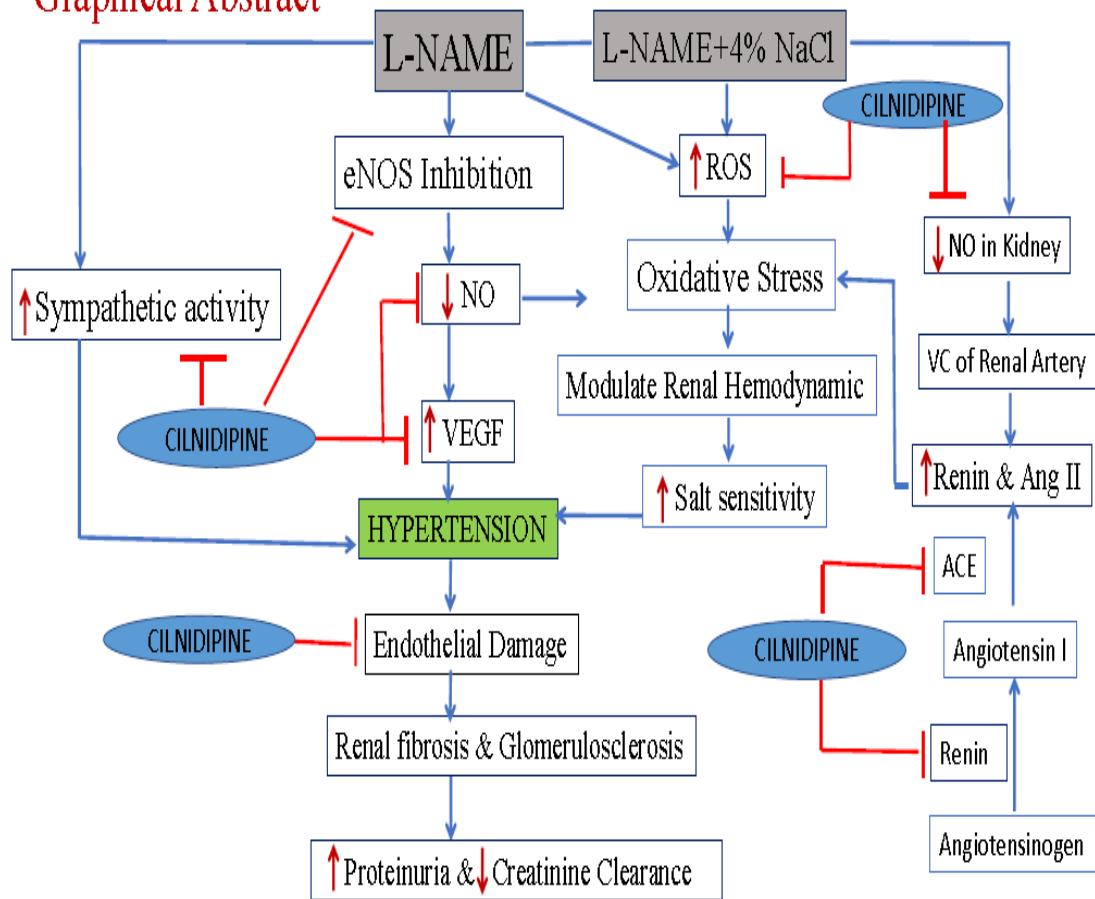 Graphical Abstract
L-NAME
L-NAME+4% NaCl
CILNIDIPINE
eNOS Inhibition
↑ ROS
↓ NO in Kidney
↑ Sympathetic activity
↓ NO
Oxidative Stress
VC of Renal Artery
Modulate Renal Hemodynamic
CILNIDIPINE
↑ VEGF
↑ Renin & Ang II
↑ Salt sensitivity
HYPERTENSION
ACE
CILNIDIPINE
Endothelial Damage
CILNIDIPINE
Angiotensin I
Renal fibrosis & Glomerulosclerosis
Renin
Angiotensinogen
↑ Proteinuria & ↓ Creatinine Clearance